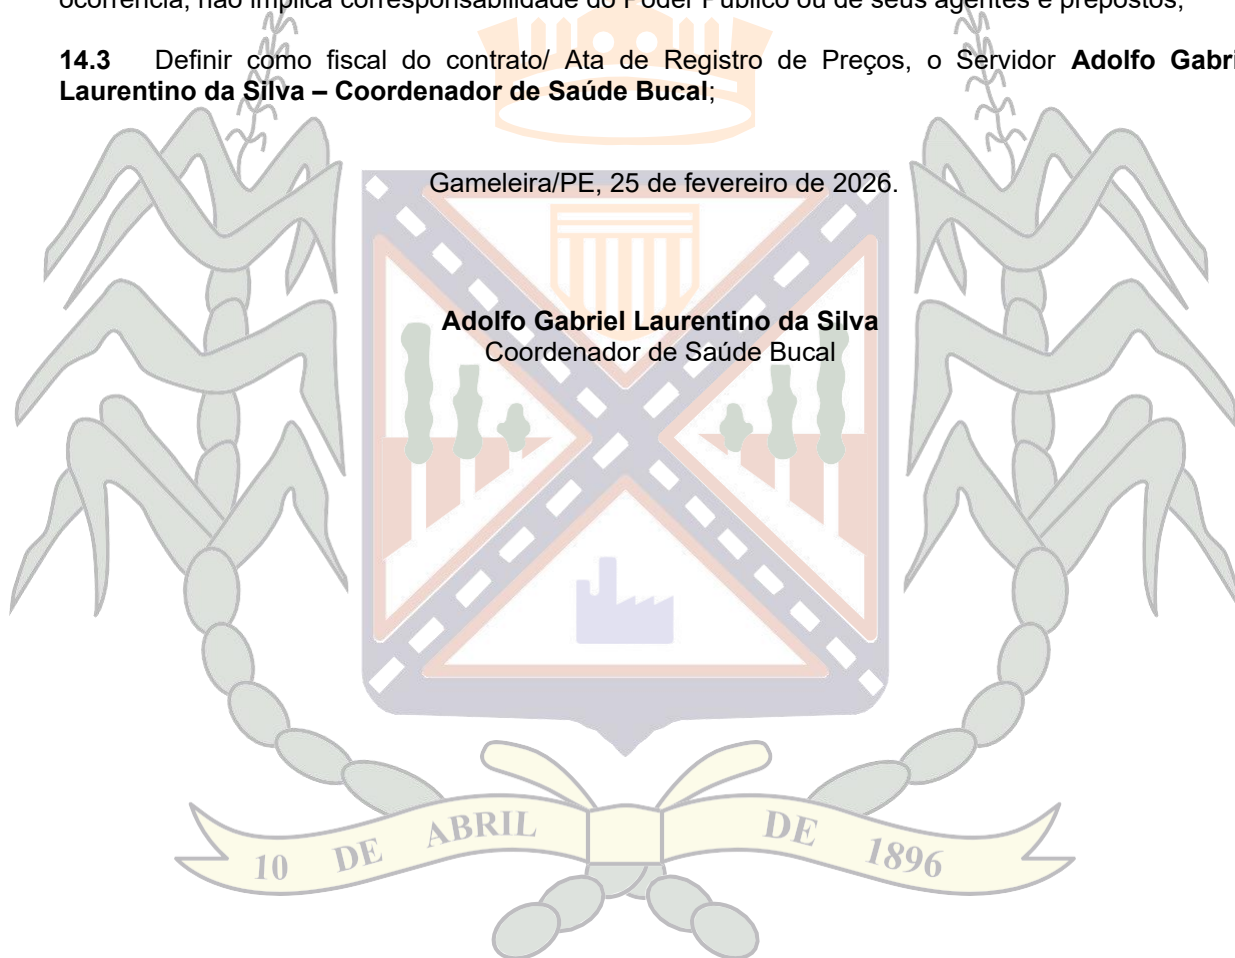 ocorrência, não implica corresponsabilidade do Poder Público ou de seus agentes e prepostos;
14.3 Definir como fiscal do contrato/ Ata de Registro de Preços, o Servidor Adolfo Gabri
Laurentino da Silva – Coordenador de Saúde Bucal;
Gameleira/PE, 25 de fevereiro de 2026.
Adolfo Gabriel Laurentino da Silva
Coordenador de Saúde Bucal
10 DE ABRIL DE 1896